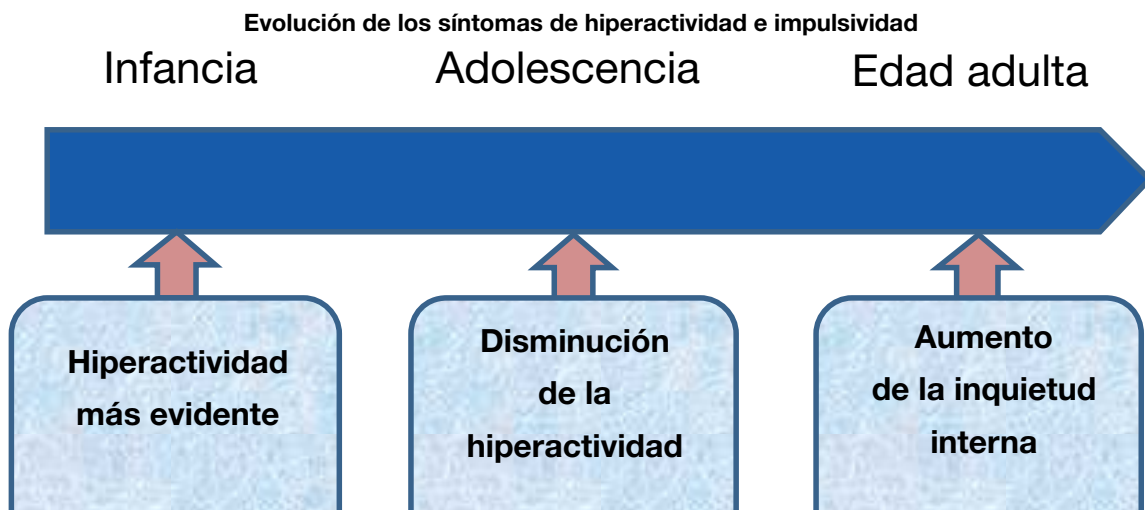 Evolución de los síntomas de hiperactividad e impulsividad
Infancia
Adolescencia
Edad adulta
Hiperactividad
más evidente
Disminución
de la
hiperactividad
Aumento
de la inquietud
interna